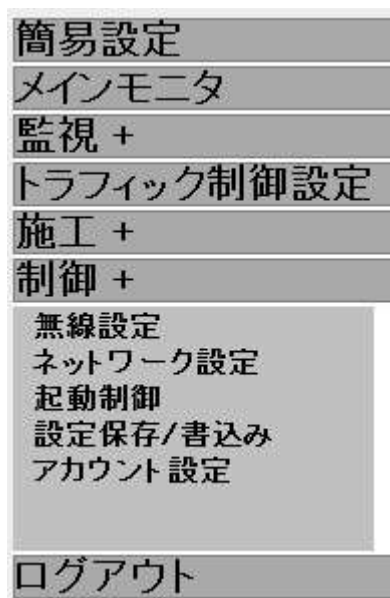 簡易設定
メインモニタ
監視 +
トラフィック制御設定
施工 +
制御 +
無線設定
ネットワーク設定
起動制御
設定保存/書込み
アカウント設定
ログアウト